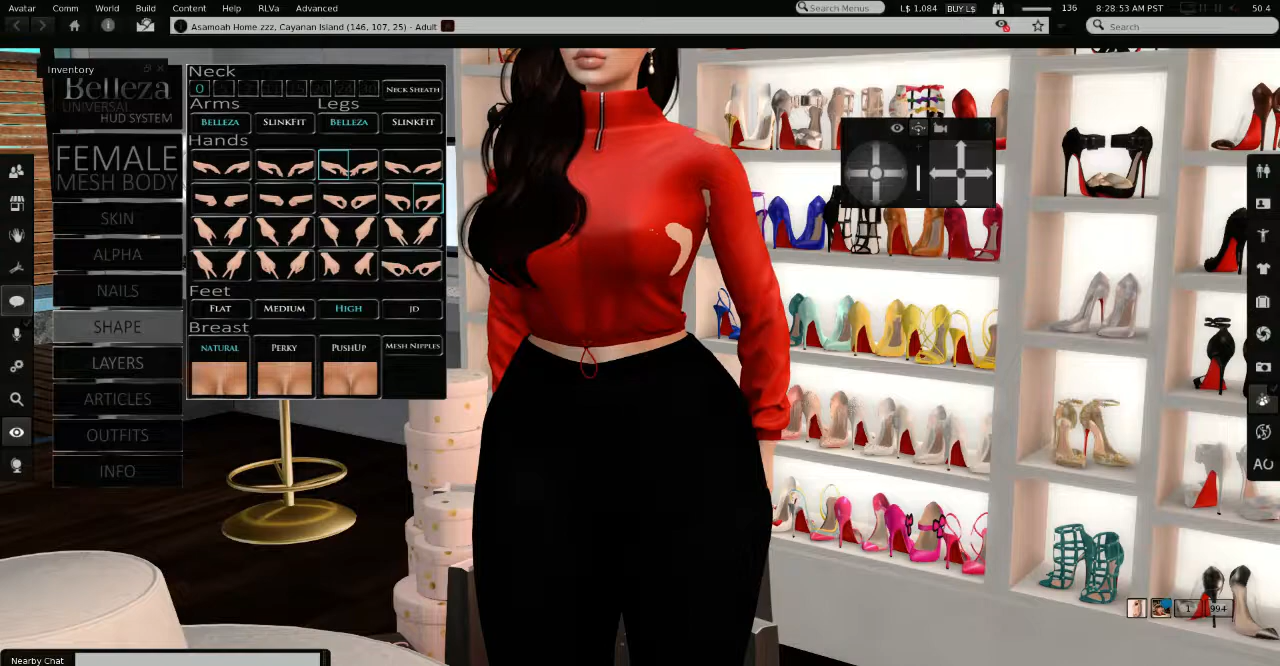 Avatar Comm World Build Content Help RLVa Advanced
Search Menus L$ 1,084 BUY L$ 136 8:28:53 AM PST 50.4
Asamoah Home zzz, Cayanan Island (146, 107, 25) - Adult
Search
Inventory
Belleza
UNIVERSAL
HUD SYSTEM
FEMALE
MESH BODY
SKIN
ALPHA
NAILS
SHAPE
LAYERS
ARTICLES
OUTFITS
INFO
Neck
0
NECK SHEATH
Arms Legs
BELLEZA SLINKFIT BELLEZA SLINKFIT
Hands
Feet
FLAT MEDIUM HIGH JD
Breast
NATURAL PERKY PUSHUP MESH NIPPLES
AO
1 994
Nearby Chat